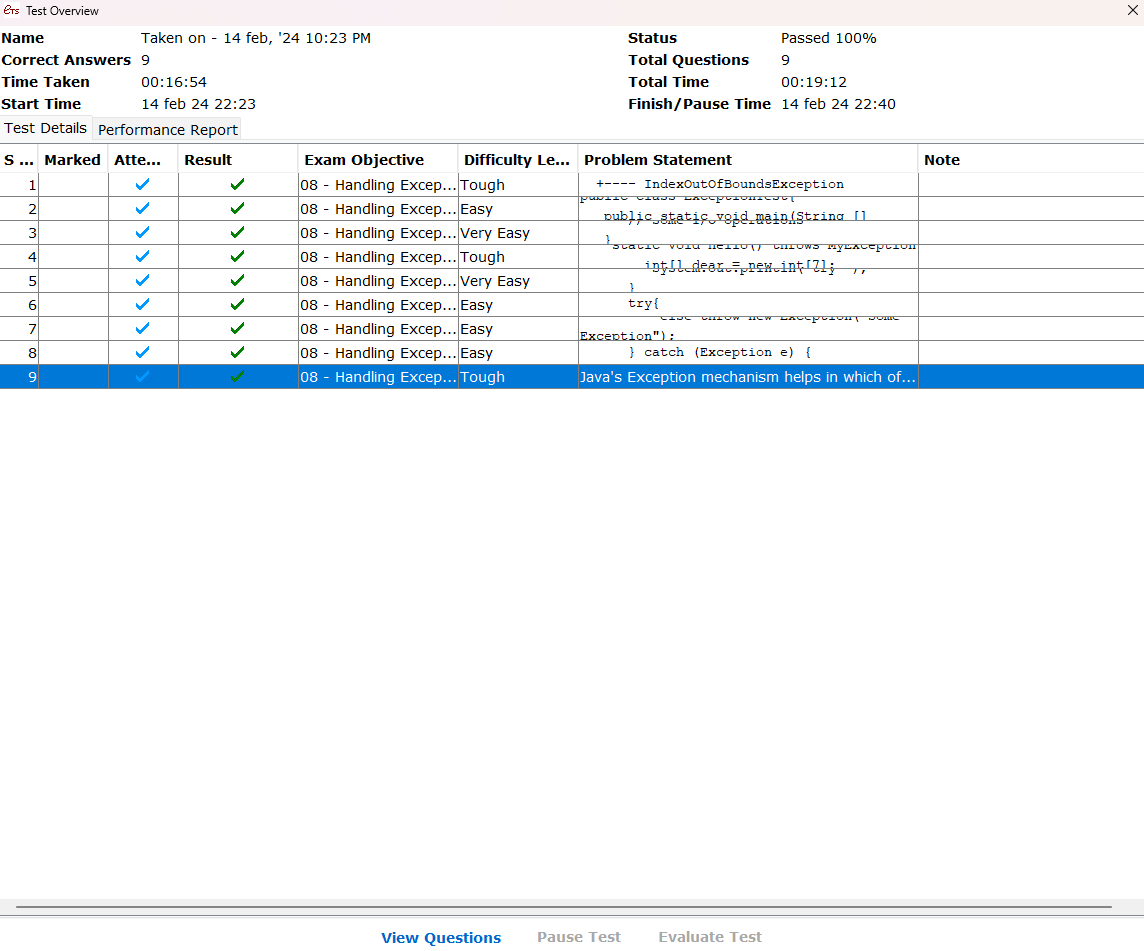 ETS Test Overview
Name Taken on - 14 feb, '24 10:23 PM Status Passed 100%
Correct Answers 9 Total Questions 9
Time Taken 00:16:54 Total Time 00:19:12
Start Time 14 feb 24 22:23 Finish/Pause Time 14 feb 24 22:40
Test Details Performance Report
S ... Marked Atte... Result Exam Objective Difficulty Le... Problem Statement Note
1 08 - Handling Excep... Tough +---- IndexOutOfBoundsException
2 08 - Handling Excep... Easy public class ExceptionTest{
public static void main(String []
3 08 - Handling Excep... Very Easy
}
4 08 - Handling Excep... Tough static void hello() throws MyException
int[] dear = new int[7];
5 08 - Handling Excep... Very Easy
}
6 08 - Handling Excep... Easy try{
7 08 - Handling Excep... Easy else throw new Exception("Some
Exception");
8 08 - Handling Excep... Easy } catch (Exception e) {
9 08 - Handling Excep... Tough Java's Exception mechanism helps in which of...
View Questions Pause Test Evaluate Test